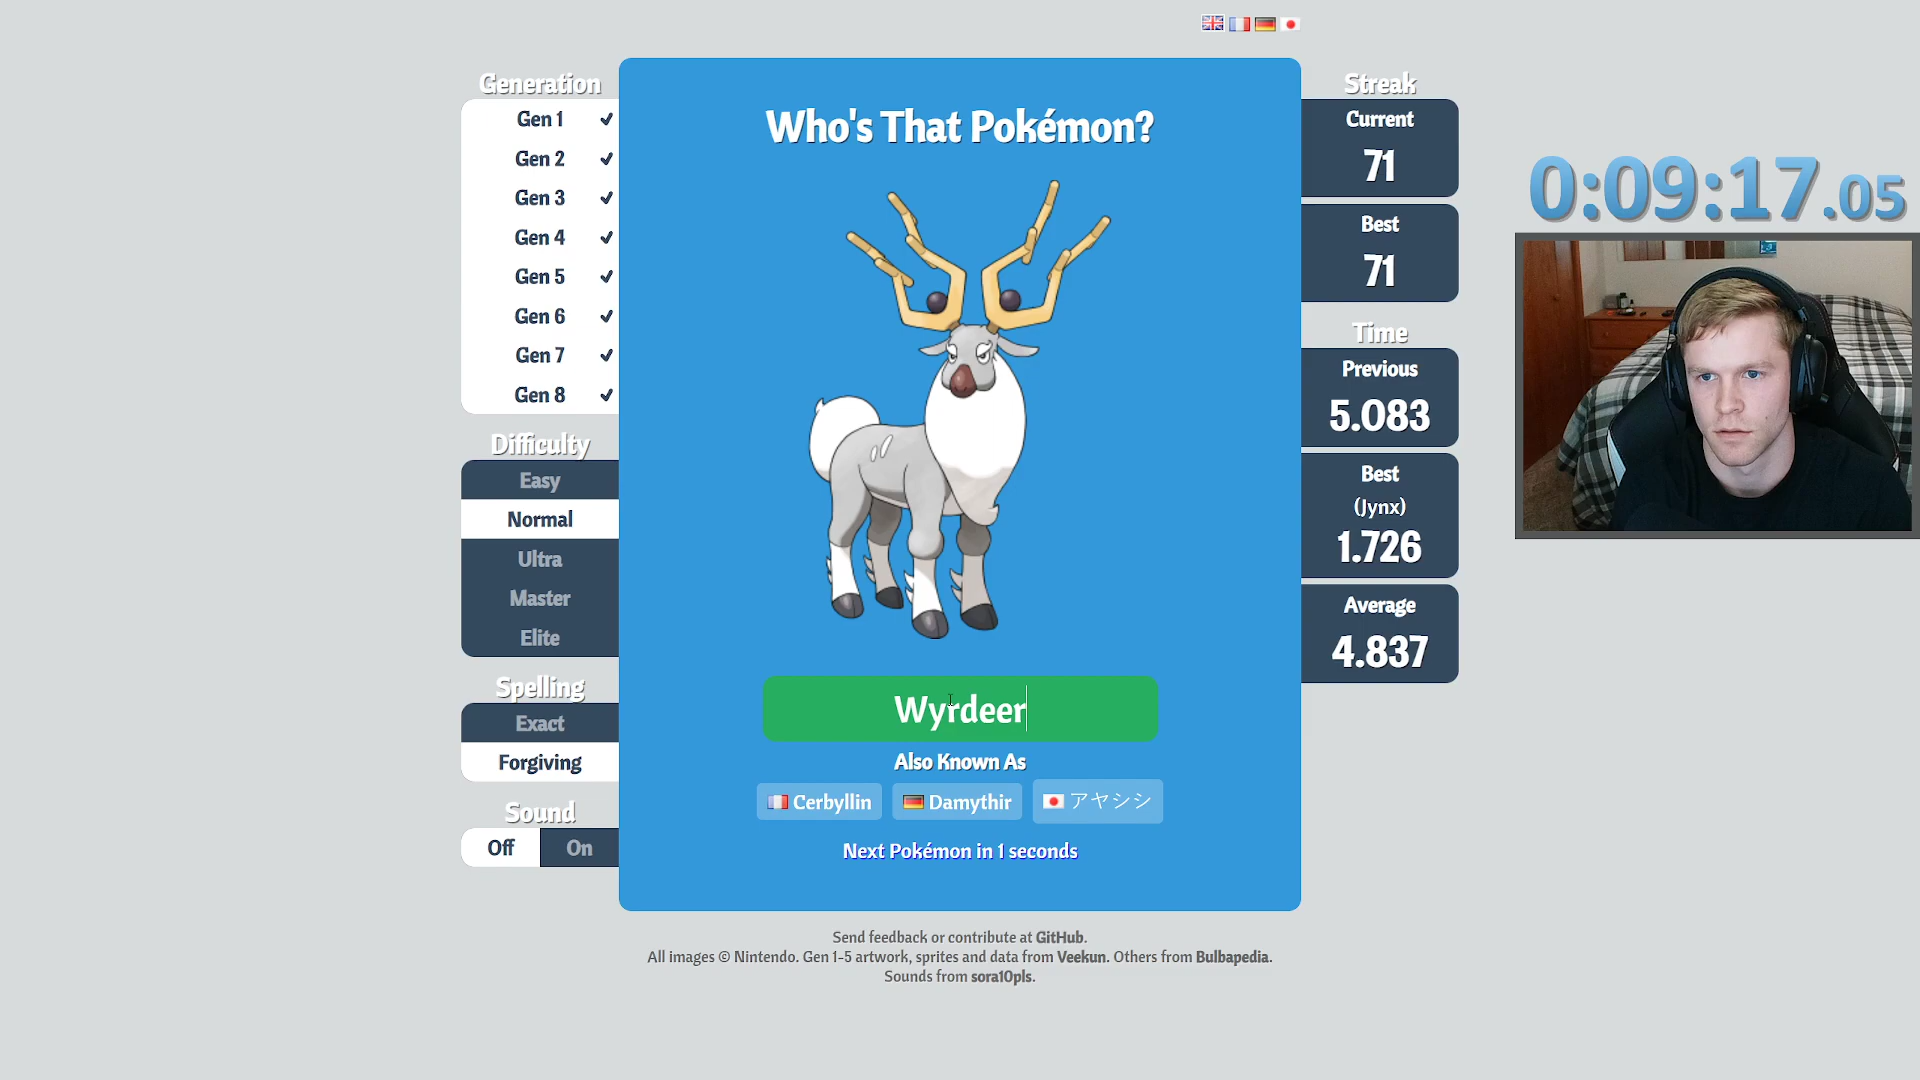 Generation
Gen 1
Gen 2
Gen 3
Gen 4
Gen 5
Gen 6
Gen 7
Gen 8
Difficulty
Easy
Normal
Ultra
Master
Elite
Spelling
Exact
Forgiving
Sound
Off On
Who's That Pokémon?
Wyrdeer
Also Known As
Cerbyllin Damythir アヤシシ
Next Pokémon in 1 seconds
Streak
Current
71
Best
71
Time
Previous
5.083
Best
(Jynx)
1.726
Average
4.837
0:09:17.05
Send feedback or contribute at GitHub.
All images © Nintendo. Gen 1-5 artwork, sprites and data from Veekun. Others from Bulbapedia.
Sounds from sora10pls.